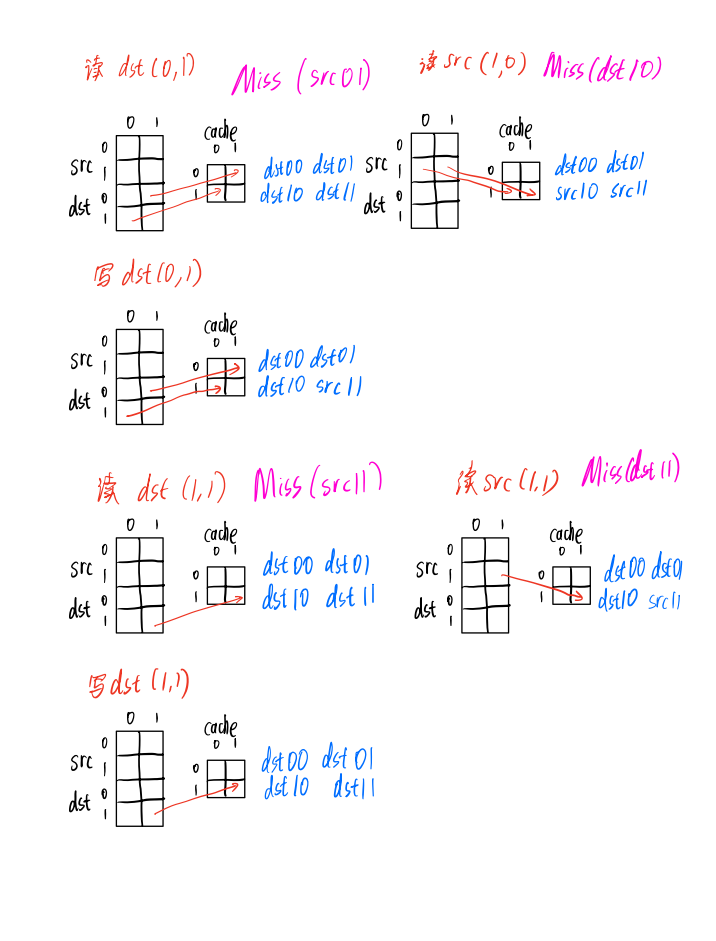 读 dst(0,1) Miss (src01) 读 src(1,0) Miss(dst10)
0 1 cache 0 1 cache
0 0 1 0 0 1
src 0 dst00 dst01 src 0 dst00 dst01
1 1 dst10 dst11 1 1 src10 src11
dst 0 dst 0
1 1
写 dst(0,1)
0 1 cache
0 0 1
src 0 dst00 dst01
1 1 dst10 src11
dst 0
1
读 dst (1,1) Miss(src11) 读 src(1,1) Miss(dst11)
0 1 cache 0 1 cache
0 0 1 0 0 1
src 0 dst00 dst01 src 0 dst00 dst01
1 1 dst10 dst11 1 1 dst10 src11
dst 0 dst 0
1 1
写 dst (1,1)
0 1 cache
0 0 1
src 0 dst00 dst01
1 1 dst10 dst11
dst 0
1